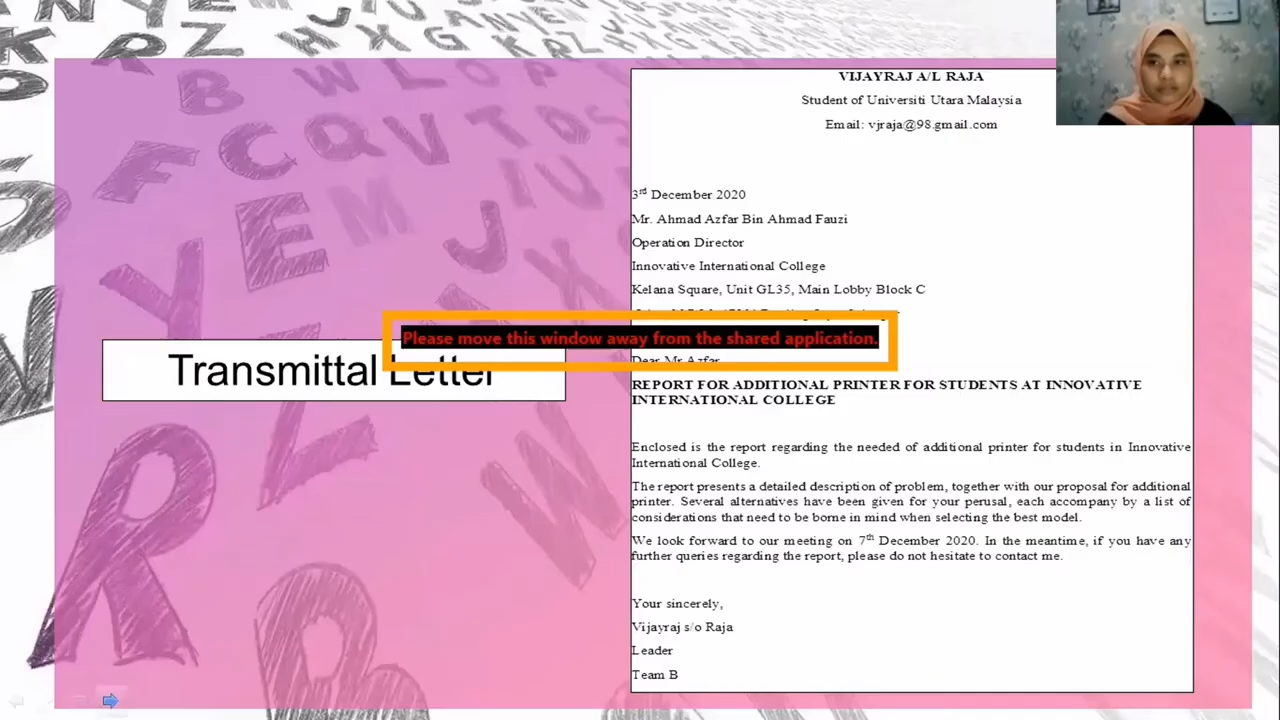 VIJAYRAJ A/L RAJA
Student of Universiti Utara Malaysia
Email: vjraja@98.gmail.com
3rd December 2020
Mr. Ahmad Azfar Bin Ahmad Fauzi
Operation Director
Innovative International College
Kelana Square, Unit GL35, Main Lobby Block C
Please move this window away from the shared application.
Transmittal Letter
Dear Mr Azfar
REPORT FOR ADDITIONAL PRINTER FOR STUDENTS AT INNOVATIVE
INTERNATIONAL COLLEGE
Enclosed is the report regarding the needed of additional printer for students in Innovative
International College.
The report presents a detailed description of problem, together with our proposal for additional
printer. Several alternatives have been given for your perusal, each accompany by a list of
considerations that need to be borne in mind when selecting the best model.
We look forward to our meeting on 7th December 2020. In the meantime, if you have any
further queries regarding the report, please do not hesitate to contact me.
Your sincerely,
Vijayraj s/o Raja
Leader
Team B